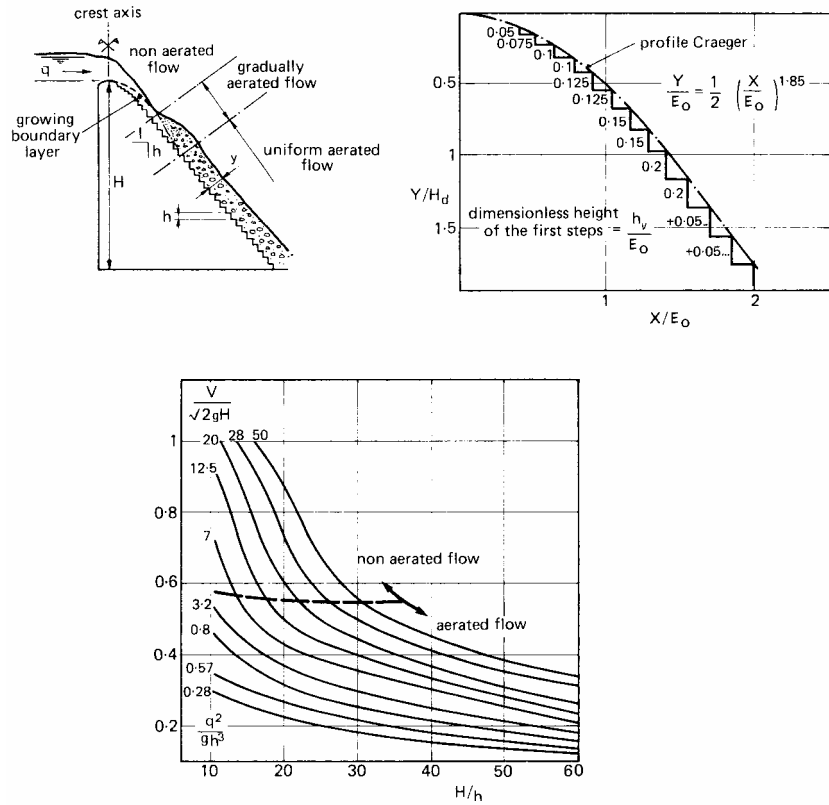 crest axis
non aerated
flow
gradually
aerated flow
q
growing
boundary
layer
1
h
H
y
uniform aerated
flow
h
0·05
0·075
0·1
0·1
0·125
0·125
0·15
0·15
0·2
0·2
+0·05...
+0·05...
profile Craeger
Y/E₀ = 1/2 (X/E₀)^1·85
0·5
1
1·5
Y/H_d
dimensionless height
of the first steps = h_v/E₀
1 2
X/E₀
V/√2gH
1
0·8
0·6
0·4
0·2
20 28 50
12·5
7
3·2
0·8
0·57
0·28
q²/gh³
non aerated flow
aerated flow
10 20 30 40 50 60
H/h